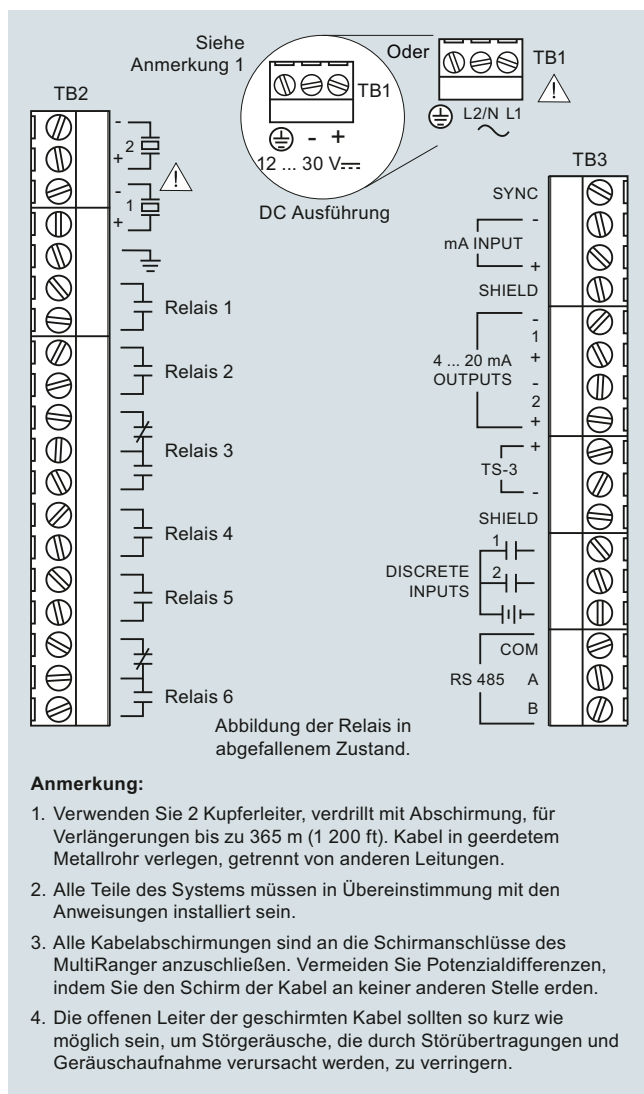 Siehe
Anmerkung 1
Oder
TB1
TB1
L2/N L1
- +
12 ... 30 V
DC Ausführung
TB2
-
2
+
-
1
+
Relais 1
Relais 2
Relais 3
Relais 4
Relais 5
Relais 6
TB3
SYNC
-
mA INPUT
+
SHIELD
-
1
+
4 ... 20 mA
OUTPUTS
-
2
+
+
TS-3
-
SHIELD
1
DISCRETE
INPUTS
2
COM
RS 485 A
B
Abbildung der Relais in
abgefallenem Zustand.
Anmerkung:
1. Verwenden Sie 2 Kupferleiter, verdrillt mit Abschirmung, für
Verlängerungen bis zu 365 m (1 200 ft). Kabel in geerdetem
Metallrohr verlegen, getrennt von anderen Leitungen.
2. Alle Teile des Systems müssen in Übereinstimmung mit den
Anweisungen installiert sein.
3. Alle Kabelabschirmungen sind an die Schirmanschlüsse des
MultiRanger anzuschließen. Vermeiden Sie Potenzialdifferenzen,
indem Sie den Schirm der Kabel an keiner anderen Stelle erden.
4. Die offenen Leiter der geschirmten Kabel sollten so kurz wie
möglich sein, um Störgeräusche, die durch Störübertragungen und
Geräuschaufnahme verursacht werden, zu verringern.